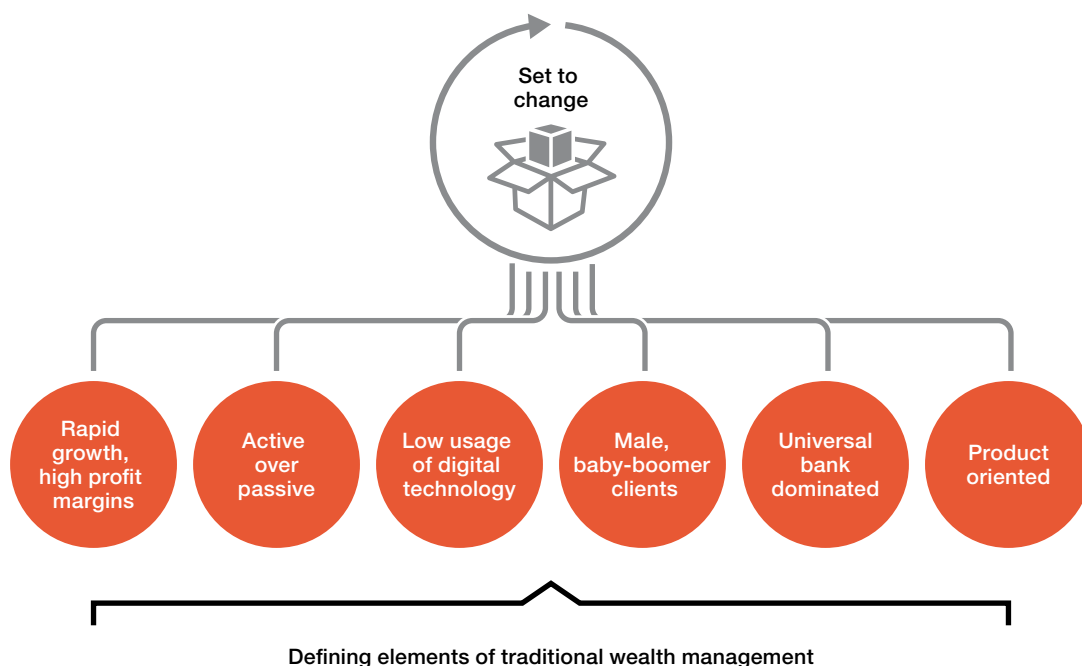 Set to
change
Rapid
growth,
high profit
margins
Active
over
passive
Low usage
of digital
technology
Male,
baby-boomer
clients
Universal
bank
dominated
Product
oriented
Defining elements of traditional wealth management